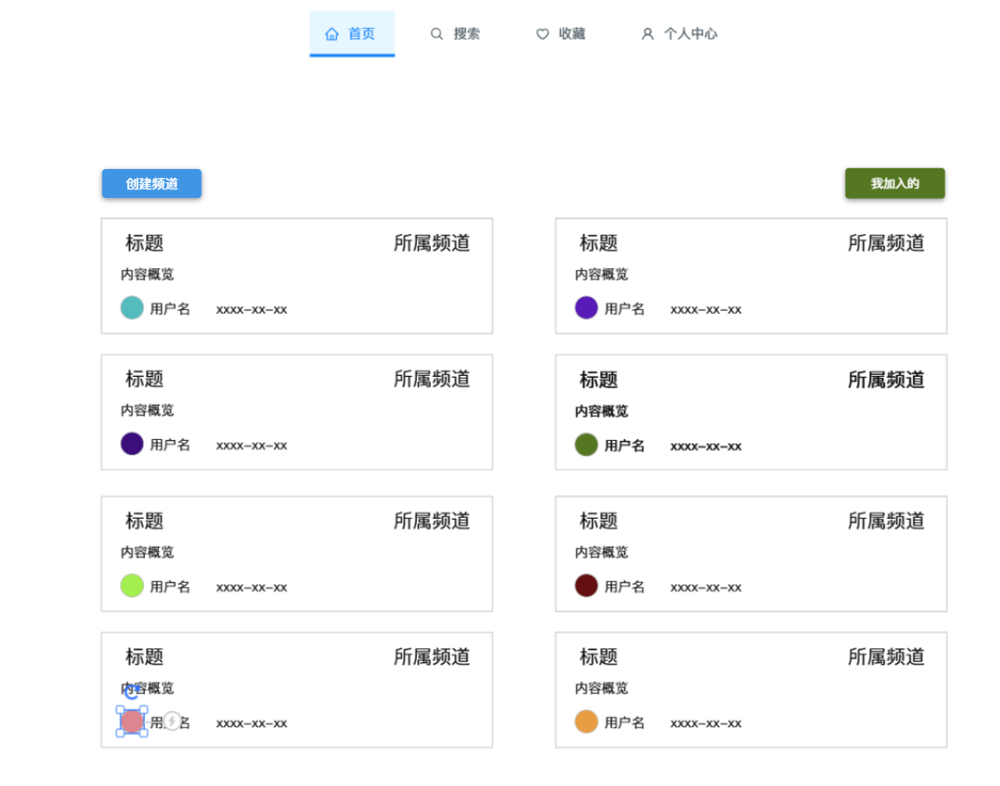 首页 搜索 收藏 个人中心
创建频道 我加入的
标题 所属频道
内容概览
用户名 xxxx-xx-xx
标题 所属频道
内容概览
用户名 xxxx-xx-xx
标题 所属频道
内容概览
用户名 xxxx-xx-xx
标题 所属频道
内容概览
用户名 xxxx-xx-xx
标题 所属频道
内容概览
用户名 xxxx-xx-xx
标题 所属频道
内容概览
用户名 xxxx-xx-xx
标题 所属频道
内容概览
用户名 xxxx-xx-xx
标题 所属频道
内容概览
用户名 xxxx-xx-xx